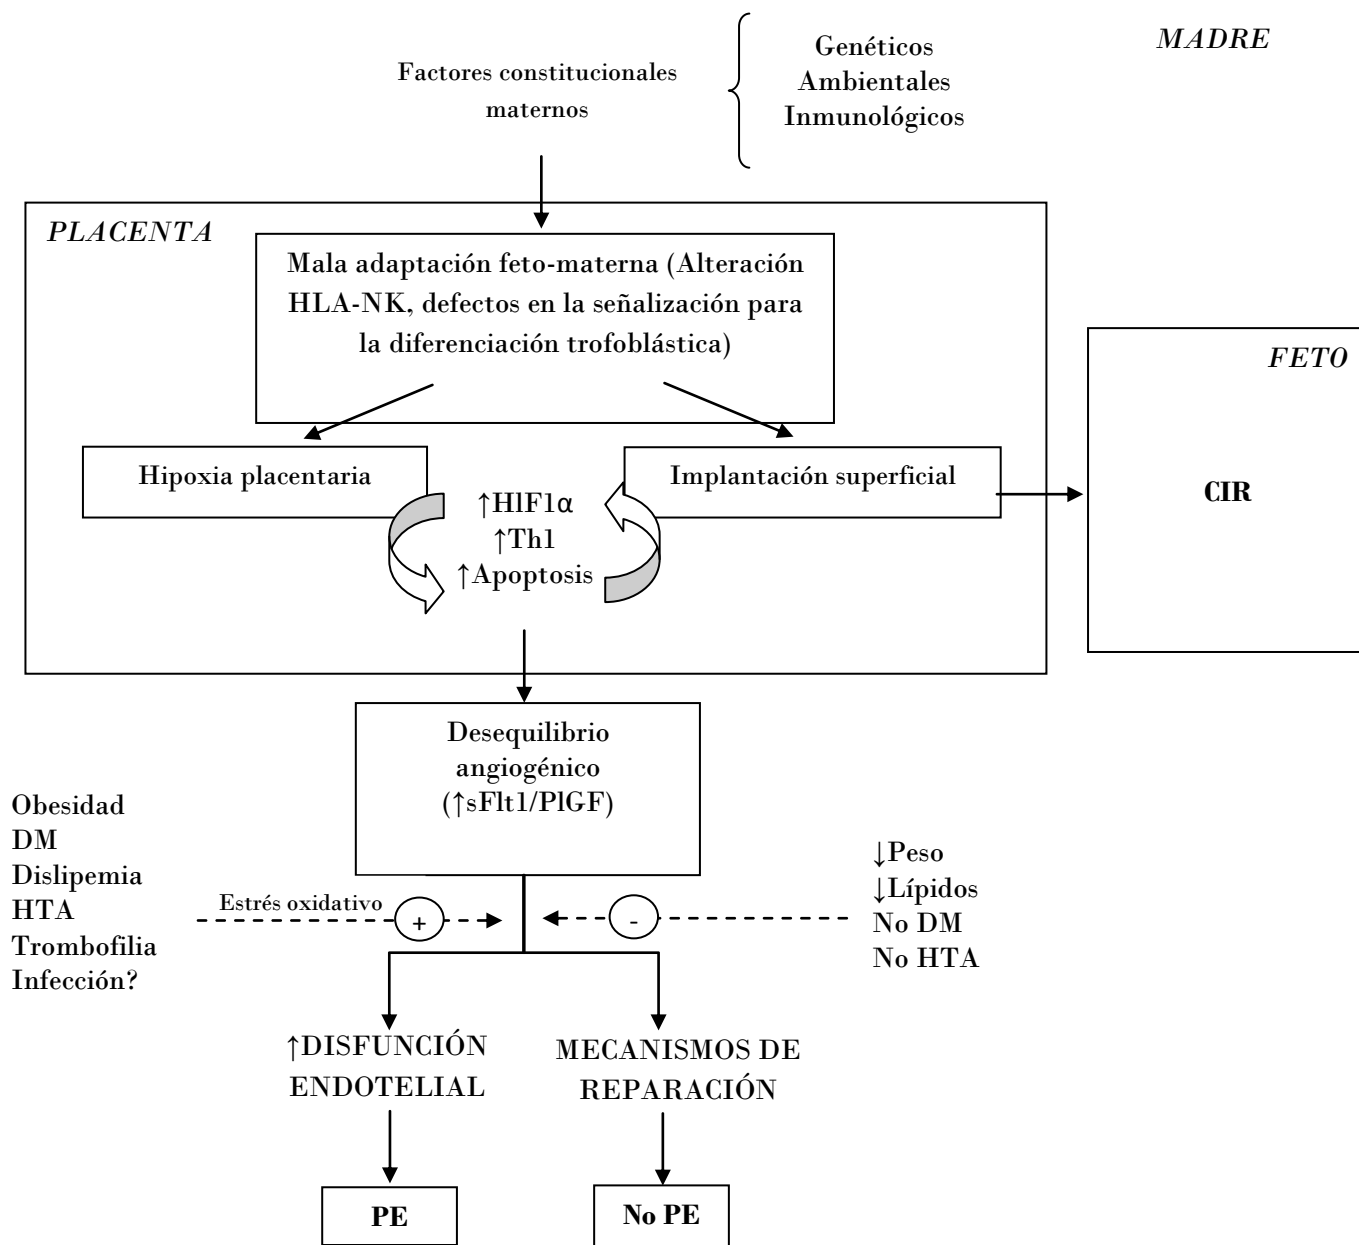 MADRE
Factores constitucionales
maternos
Genéticos
Ambientales
Inmunológicos
PLACENTA
Mala adaptación feto-materna (Alteración
HLA-NK, defectos en la señalización para
la diferenciación trofoblástica)
FETO
Hipoxia placentaria
Implantación superficial
CIR
↑HIF1α
↑Th1
↑Apoptosis
Desequilibrio
angiogénico
(↑sFlt1/PlGF)
Obesidad
DM
Dislipemia
HTA
Trombofilia
Infección?
Estrés oxidativo
+
-
↓Peso
↓Lípidos
No DM
No HTA
↑DISFUNCIÓN
ENDOTELIAL
MECANISMOS DE
REPARACIÓN
PE
No PE